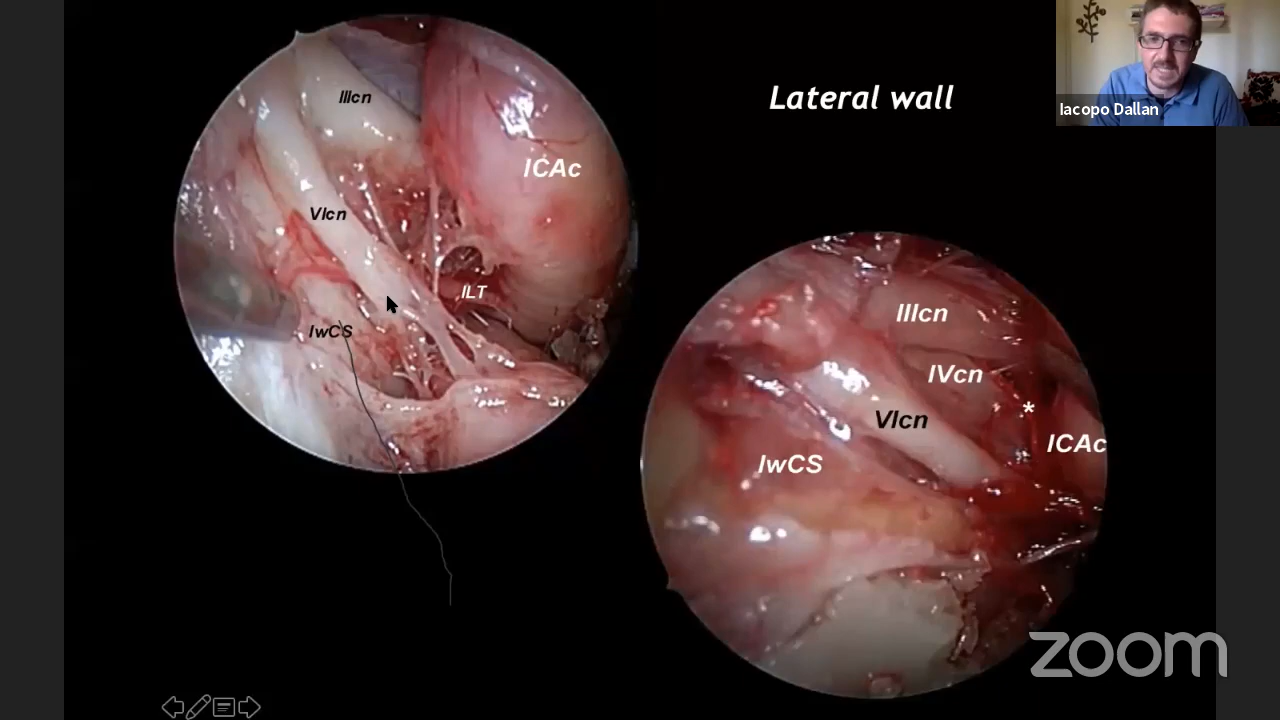 Lateral wall
Iacopo Dallan
IIIcn
ICAc
VIcn
ILT
lwCS
IIIcn
IVcn
*
VIcn
ICAc
lwCS
zoom